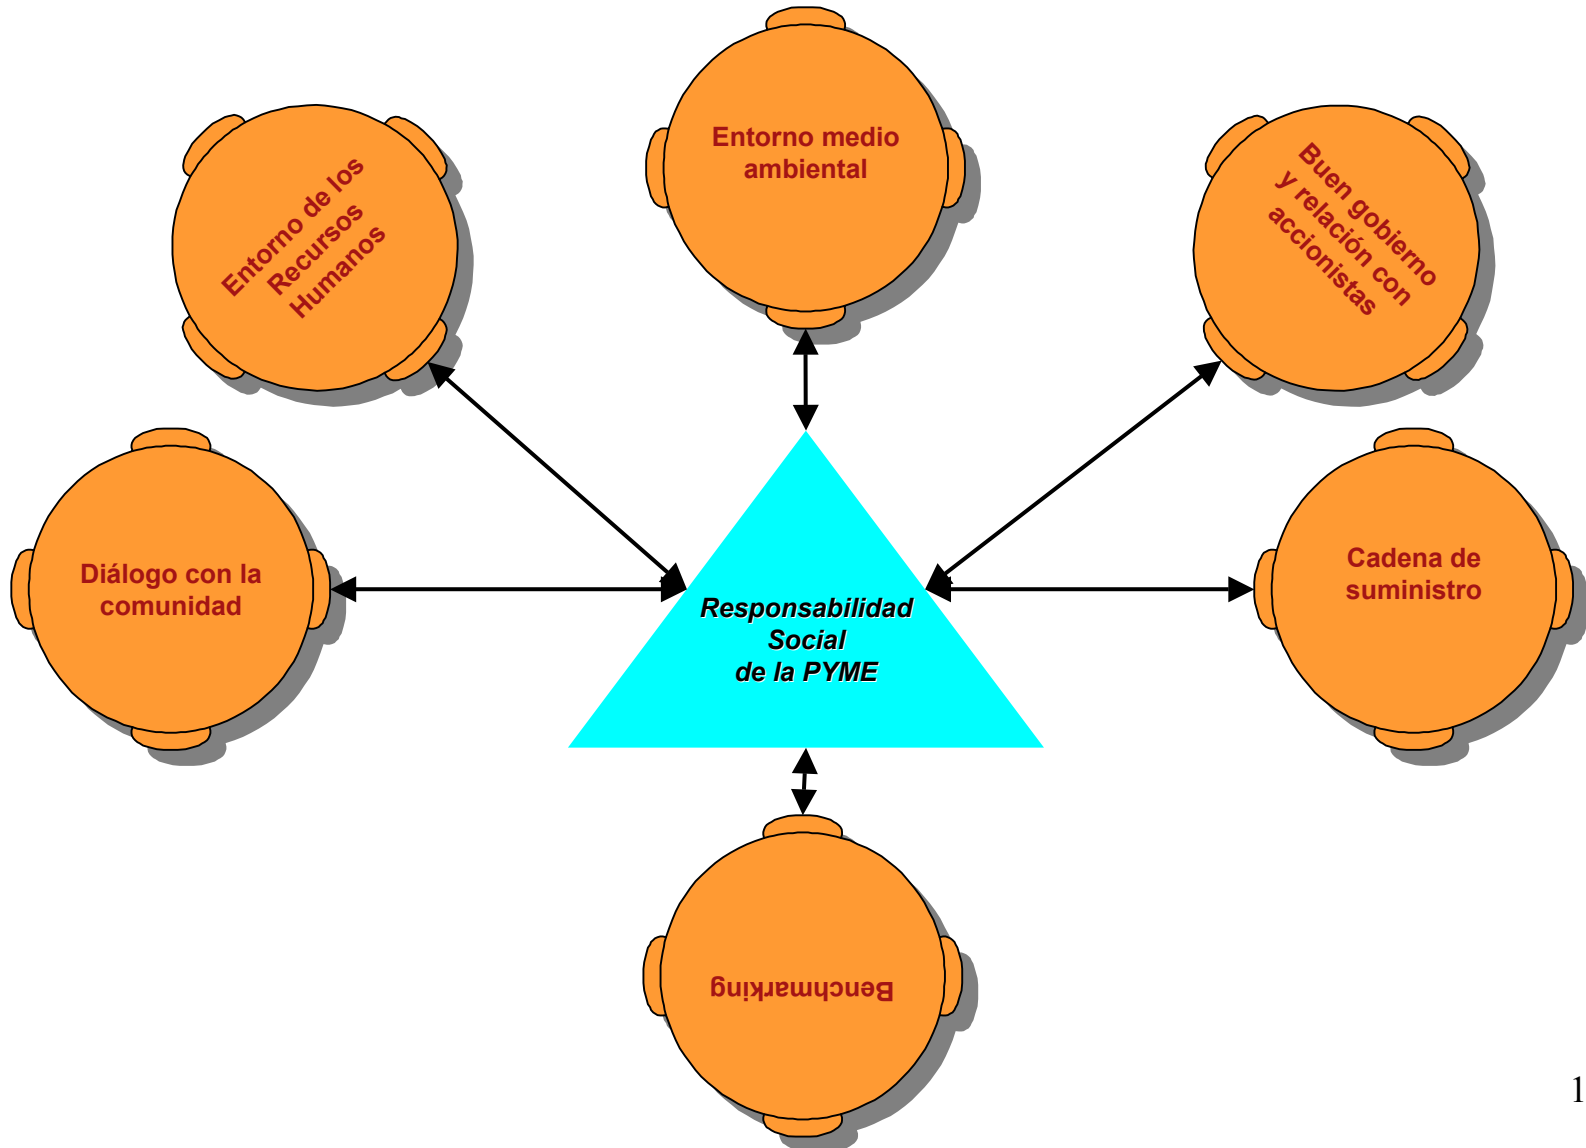 Entorno medio
ambiental
Entorno de los
Recursos
Humanos
Buen gobierno
y relación con
accionistas
Diálogo con la
comunidad
Responsabilidad
Social
de la PYME
Cadena de
suministro
Benchmarking
1